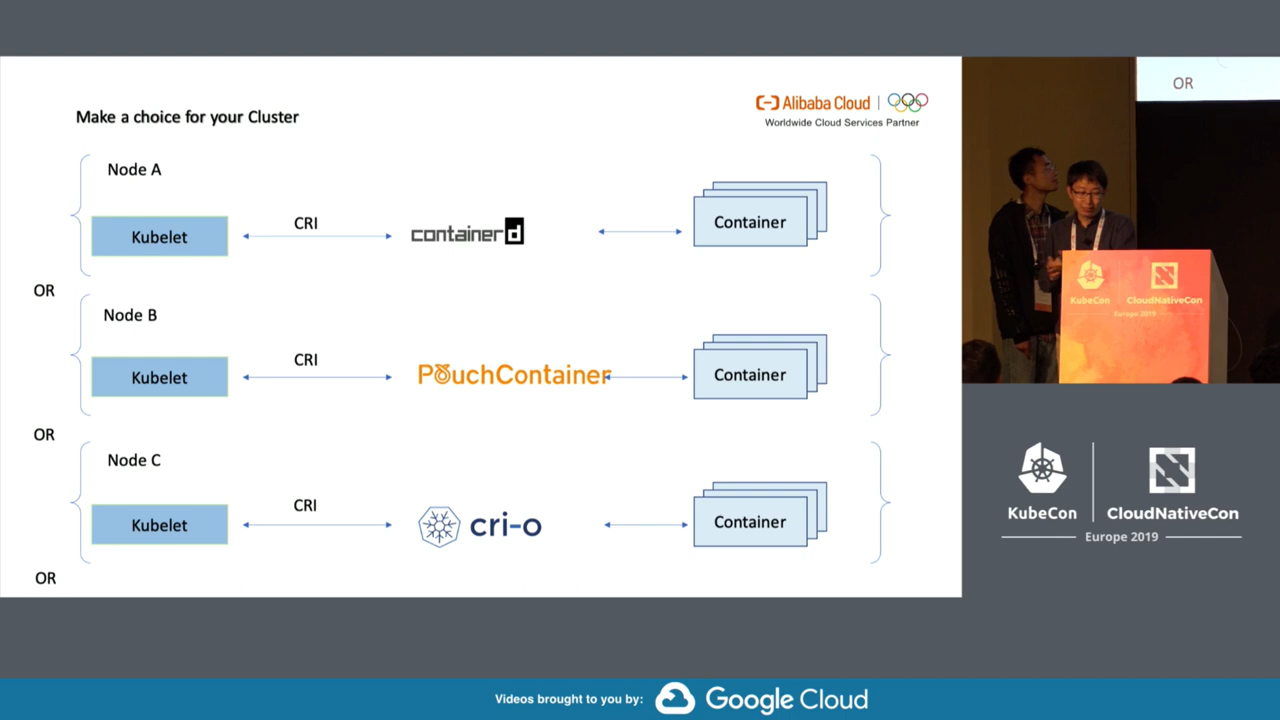 Make a choice for your Cluster
Alibaba Cloud
Worldwide Cloud Services Partner
Node A
Kubelet
CRI
containerd
Container
OR
Node B
Kubelet
CRI
PouchContainer
Container
OR
Node C
Kubelet
CRI
cri-o
Container
OR
OR
KubeCon
CloudNativeCon
Europe 2019
KubeCon
CloudNativeCon
Europe 2019
Videos brought to you by:
Google Cloud